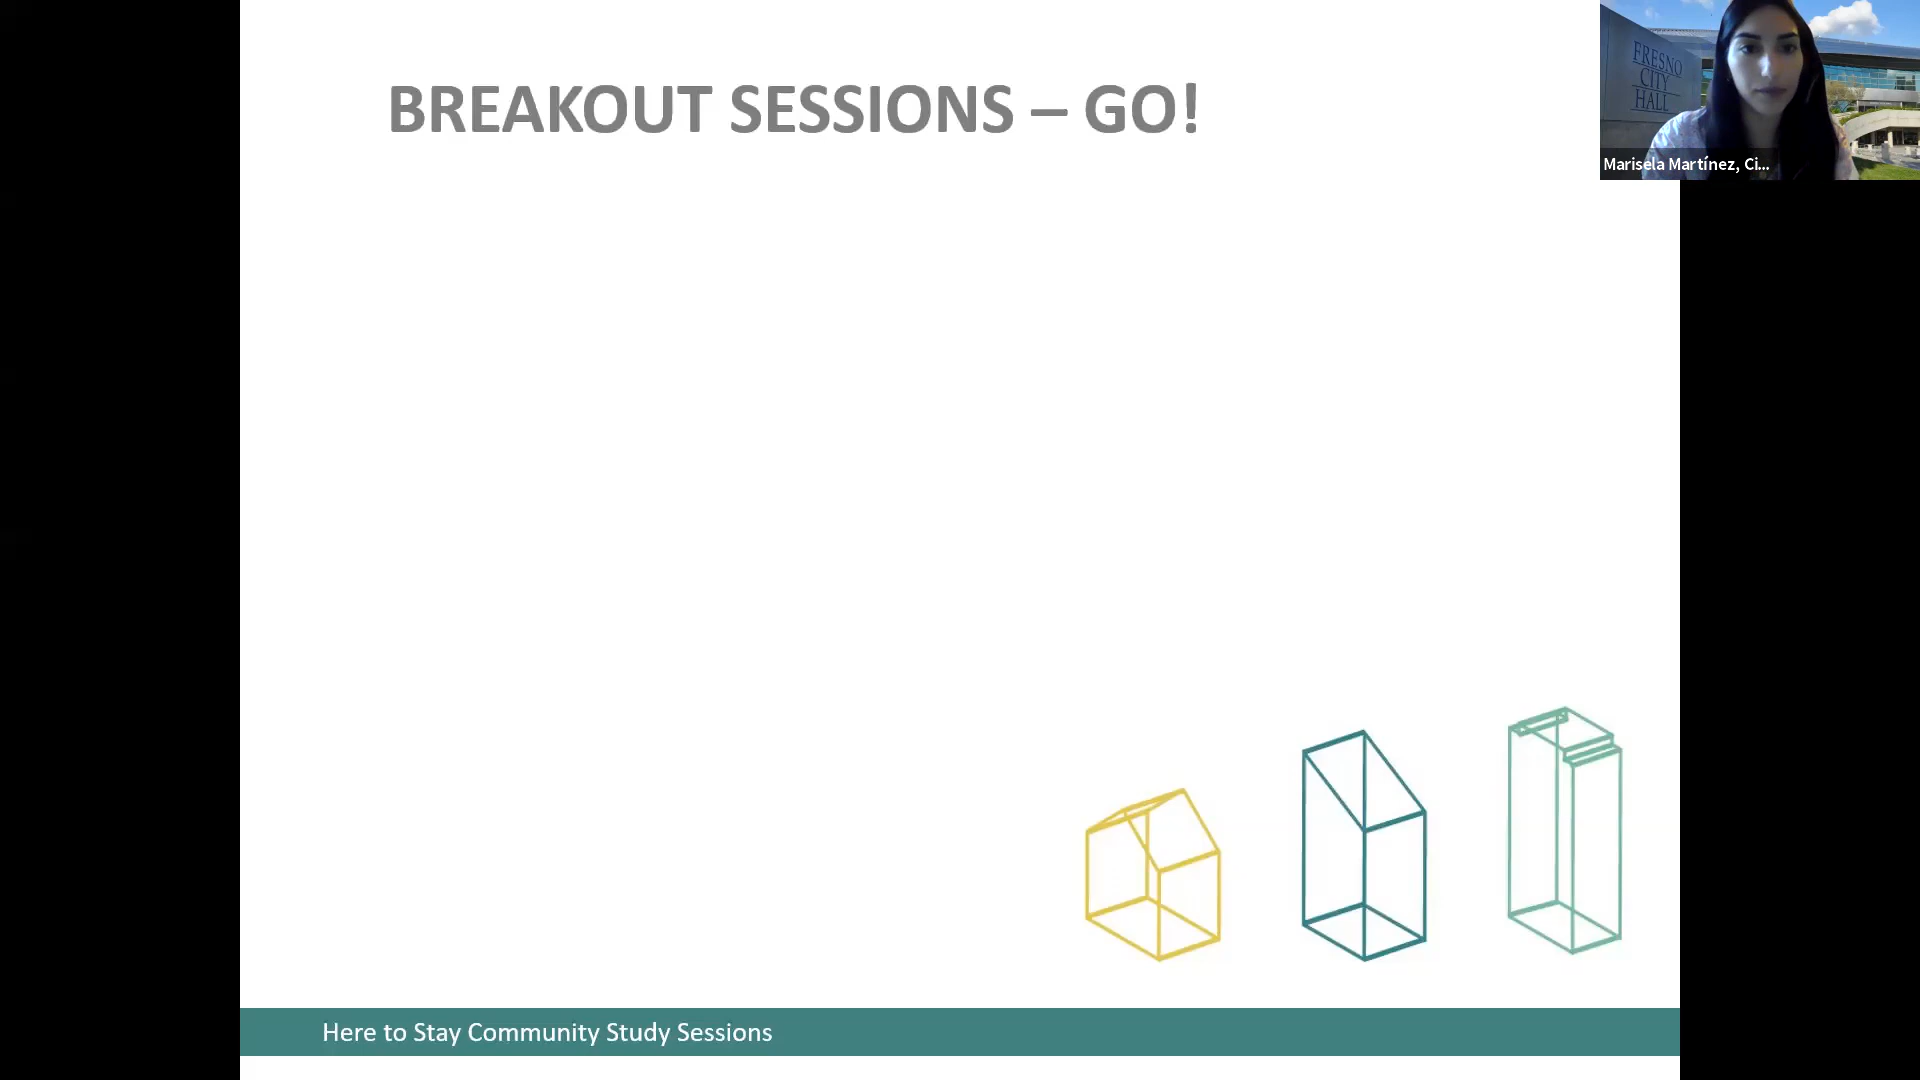 BREAKOUT SESSIONS – GO!
FRESNO
CITY
HALL
Marisela Martínez, Ci...
Here to Stay Community Study Sessions